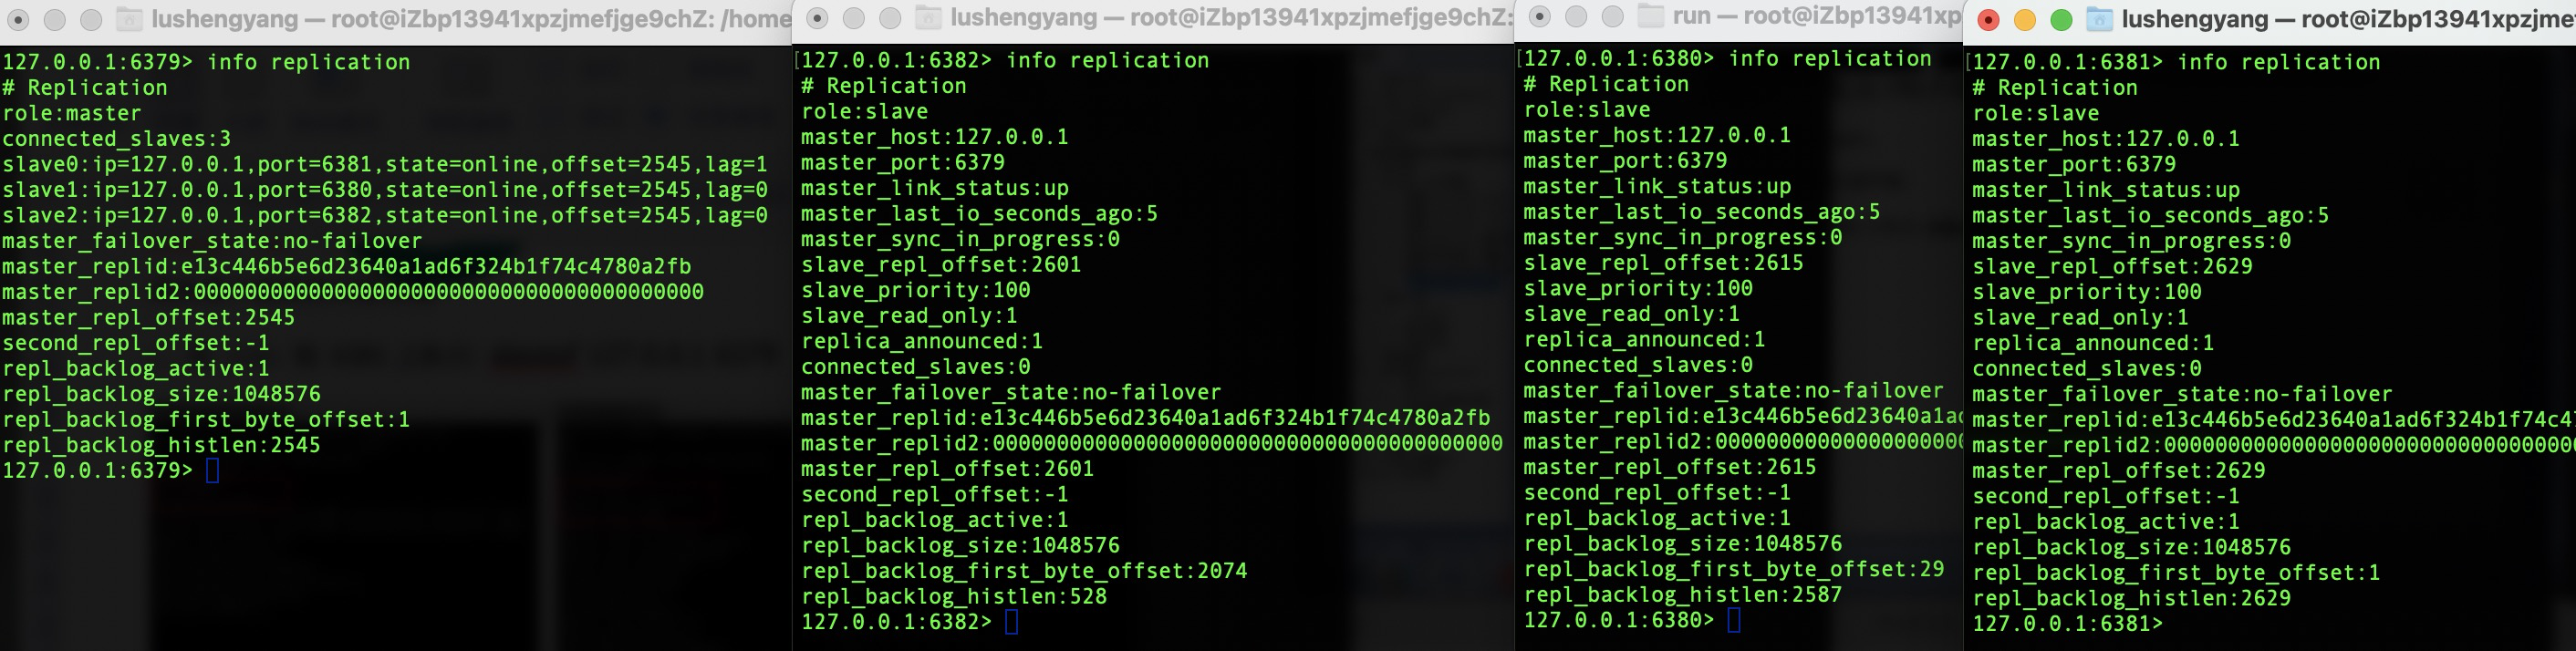 lushengyang — root@iZbp13941xpzjmefjge9chZ: /home
127.0.0.1:6379> info replication
# Replication
role:master
connected_slaves:3
slave0:ip=127.0.0.1,port=6381,state=online,offset=2545,lag=1
slave1:ip=127.0.0.1,port=6380,state=online,offset=2545,lag=0
slave2:ip=127.0.0.1,port=6382,state=online,offset=2545,lag=0
master_failover_state:no-failover
master_replid:e13c446b5e6d23640a1ad6f324b1f74c4780a2fb
master_replid2:0000000000000000000000000000000000000000
master_repl_offset:2545
second_repl_offset:-1
repl_backlog_active:1
repl_backlog_size:1048576
repl_backlog_first_byte_offset:1
repl_backlog_histlen:2545
127.0.0.1:6379>
lushengyang — root@iZbp13941xpzjmefjge9chZ:
[127.0.0.1:6382> info replication
# Replication
role:slave
master_host:127.0.0.1
master_port:6379
master_link_status:up
master_last_io_seconds_ago:5
master_sync_in_progress:0
slave_repl_offset:2601
slave_priority:100
slave_read_only:1
replica_announced:1
connected_slaves:0
master_failover_state:no-failover
master_replid:e13c446b5e6d23640a1ad6f324b1f74c4780a2fb
master_replid2:0000000000000000000000000000000000000000
master_repl_offset:2601
second_repl_offset:-1
repl_backlog_active:1
repl_backlog_size:1048576
repl_backlog_first_byte_offset:2074
repl_backlog_histlen:528
127.0.0.1:6382>
run — root@iZbp13941xp
[127.0.0.1:6380> info replication
# Replication
role:slave
master_host:127.0.0.1
master_port:6379
master_link_status:up
master_last_io_seconds_ago:5
master_sync_in_progress:0
slave_repl_offset:2615
slave_priority:100
slave_read_only:1
replica_announced:1
connected_slaves:0
master_failover_state:no-failover
master_replid:e13c446b5e6d23640a1a
master_replid2:00000000000000000
master_repl_offset:2615
second_repl_offset:-1
repl_backlog_active:1
repl_backlog_size:1048576
repl_backlog_first_byte_offset:29
repl_backlog_histlen:2587
127.0.0.1:6380>
lushengyang — root@iZbp13941xpzjme
[127.0.0.1:6381> info replication
# Replication
role:slave
master_host:127.0.0.1
master_port:6379
master_link_status:up
master_last_io_seconds_ago:5
master_sync_in_progress:0
slave_repl_offset:2629
slave_priority:100
slave_read_only:1
replica_announced:1
connected_slaves:0
master_failover_state:no-failover
master_replid:e13c446b5e6d23640a1ad6f324b1f74c4
master_replid2:00000000000000000000000000000000
master_repl_offset:2629
second_repl_offset:-1
repl_backlog_active:1
repl_backlog_size:1048576
repl_backlog_first_byte_offset:1
repl_backlog_histlen:2629
127.0.0.1:6381>